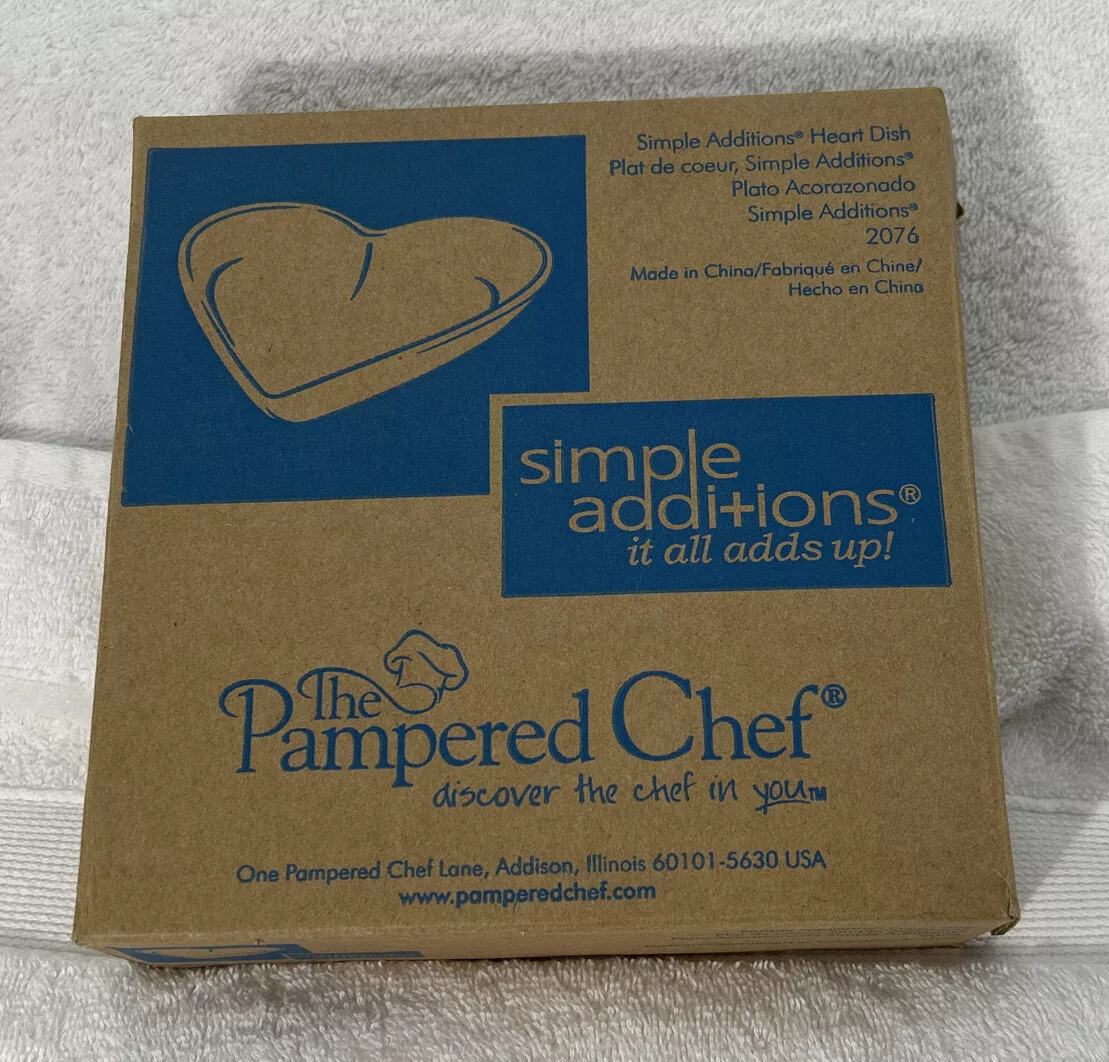 Simple Additions® Heart Dish
Plat de coeur, Simple Additions®
Plato Acorazonado
Simple Additions®
2076
Made in China/Fabriqué en Chine/
Hecho en China
simple
additions®
it all adds up!
The
Pampered Chef®
discover the chef in you™
One Pampered Chef Lane, Addison, Illinois 60101-5630 USA
www.pamperedchef.com